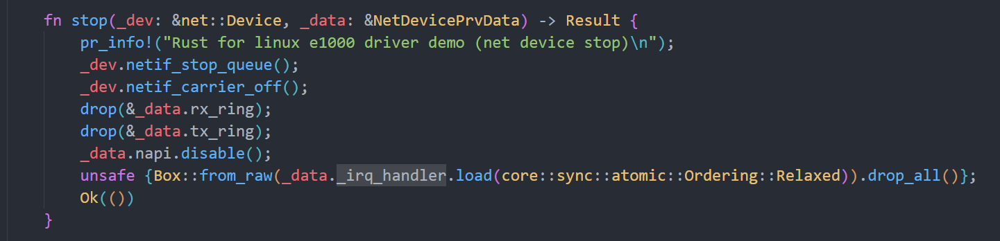 fn stop(_dev: &net::Device, _data: &NetDevicePrvData) -> Result {
    pr_info!("Rust for linux e1000 driver demo (net device stop)\n");
    _dev.netif_stop_queue();
    _dev.netif_carrier_off();
    drop(&_data.rx_ring);
    drop(&_data.tx_ring);
    _data.napi.disable();
    unsafe {Box::from_raw(_data._irq_handler.load(core::sync::atomic::Ordering::Relaxed)).drop_all()};
    Ok(())
}